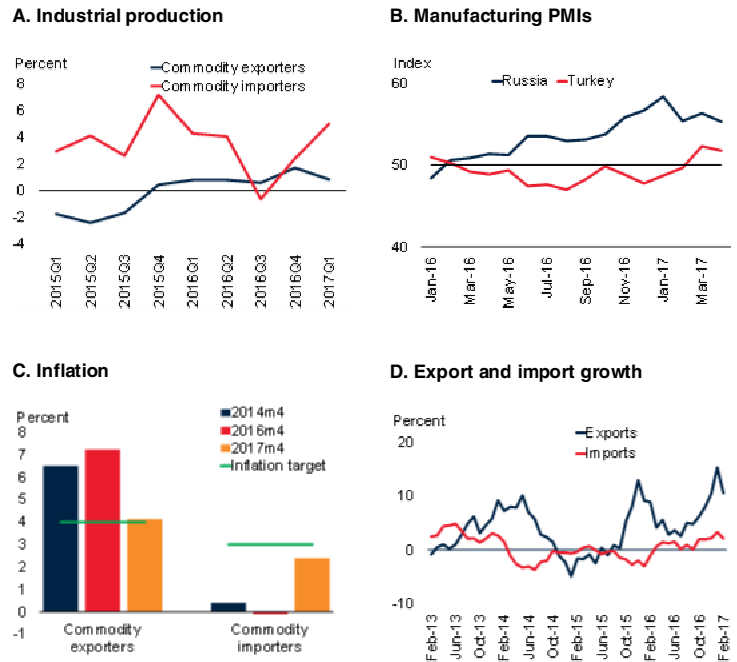 A. Industrial production
Percent
Commodity exporters
Commodity importers
8
6
4
2
0
-2
-4
2015Q1
2015Q2
2015Q3
2015Q4
2016Q1
2016Q2
2016Q3
2016Q4
2017Q1
B. Manufacturing PMIs
Index
Russia
Turkey
60
50
40
Jan-16
Mar-16
May-16
Jul-16
Sep-16
Nov-16
Jan-17
Mar-17
C. Inflation
Percent
2014m4
2016m4
2017m4
Inflation target
8
7
6
5
4
3
2
1
0
-1
Commodity
exporters
Commodity
importers
D. Export and import growth
Percent
Exports
Imports
20
10
0
-10
Feb-13
Jun-13
Oct-13
Feb-14
Jun-14
Oct-14
Feb-15
Jun-15
Oct-15
Feb-16
Jun-16
Oct-16
Feb-17